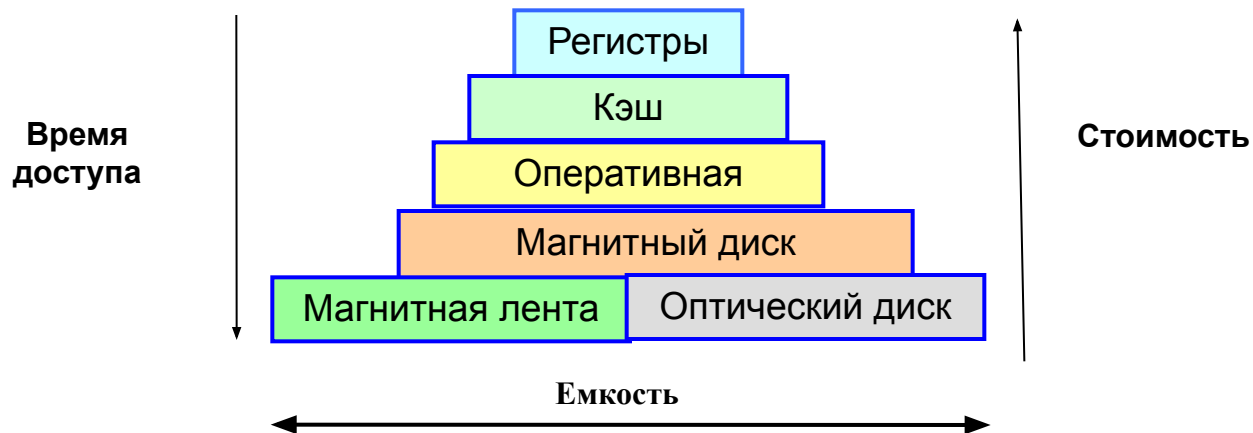 Регистры
Кэш
Время
доступа
Стоимость
Оперативная
Магнитный диск
Магнитная лента
Оптический диск
Емкость